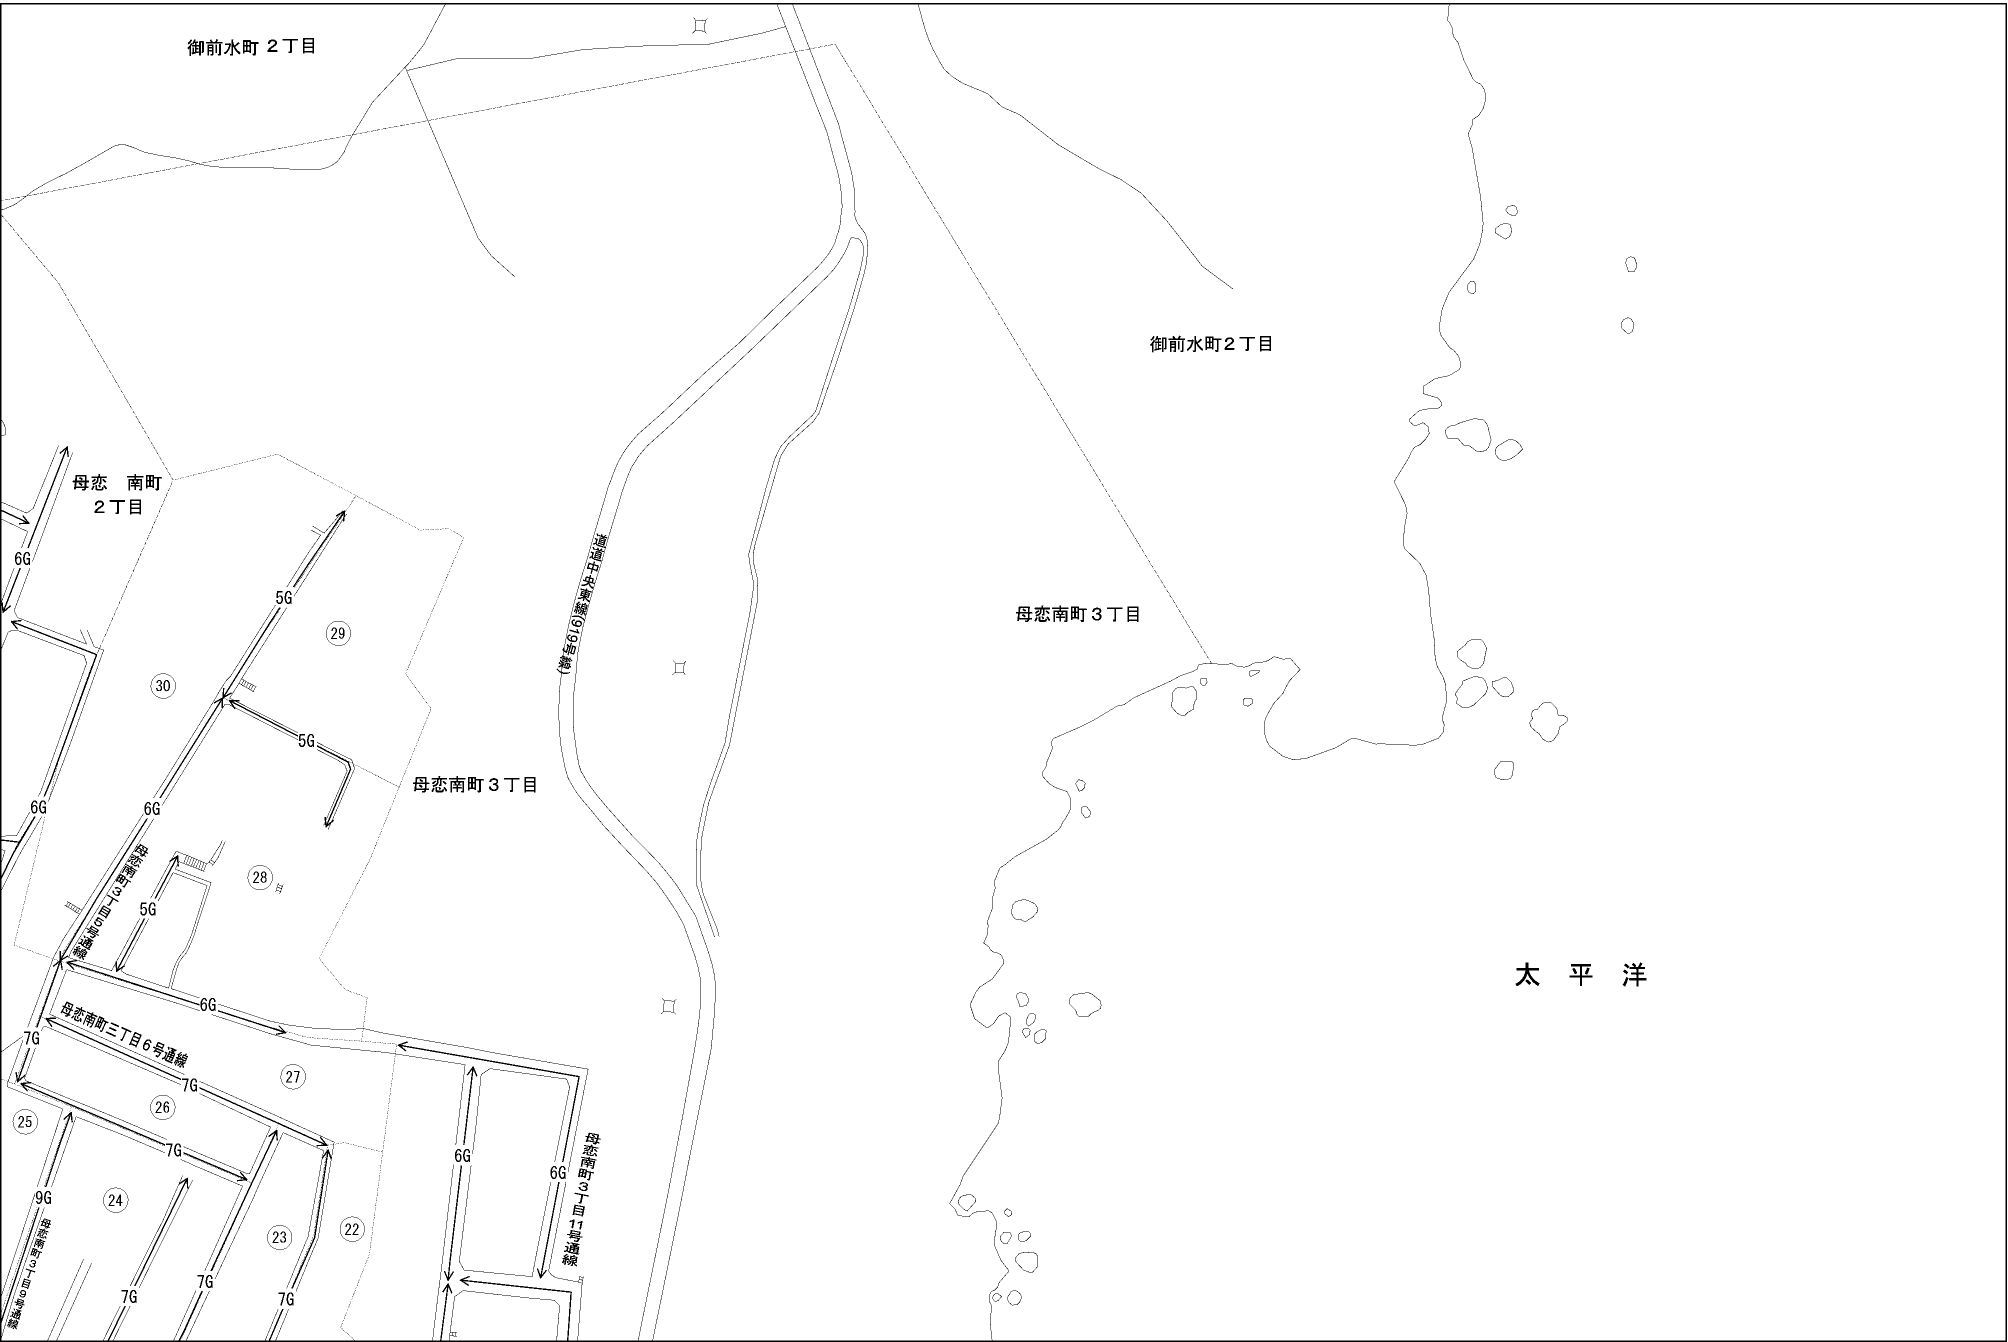 御前水町 2丁目
御前水町2丁目
母恋　南町
2丁目
6G
5G
道道中央東線(919号線)
29
母恋南町3丁目
30
5G
母恋南町3丁目
6G
6G
母恋南町3丁目5号通線
28
5G
太 平 洋
6G
母恋南町三丁目6号通線
7G
27
7G
26
25
7G
6G
6G
母恋南町3丁目11号通線
9G
24
母恋南町3丁目9号通線
23
22
7G
7G
7G